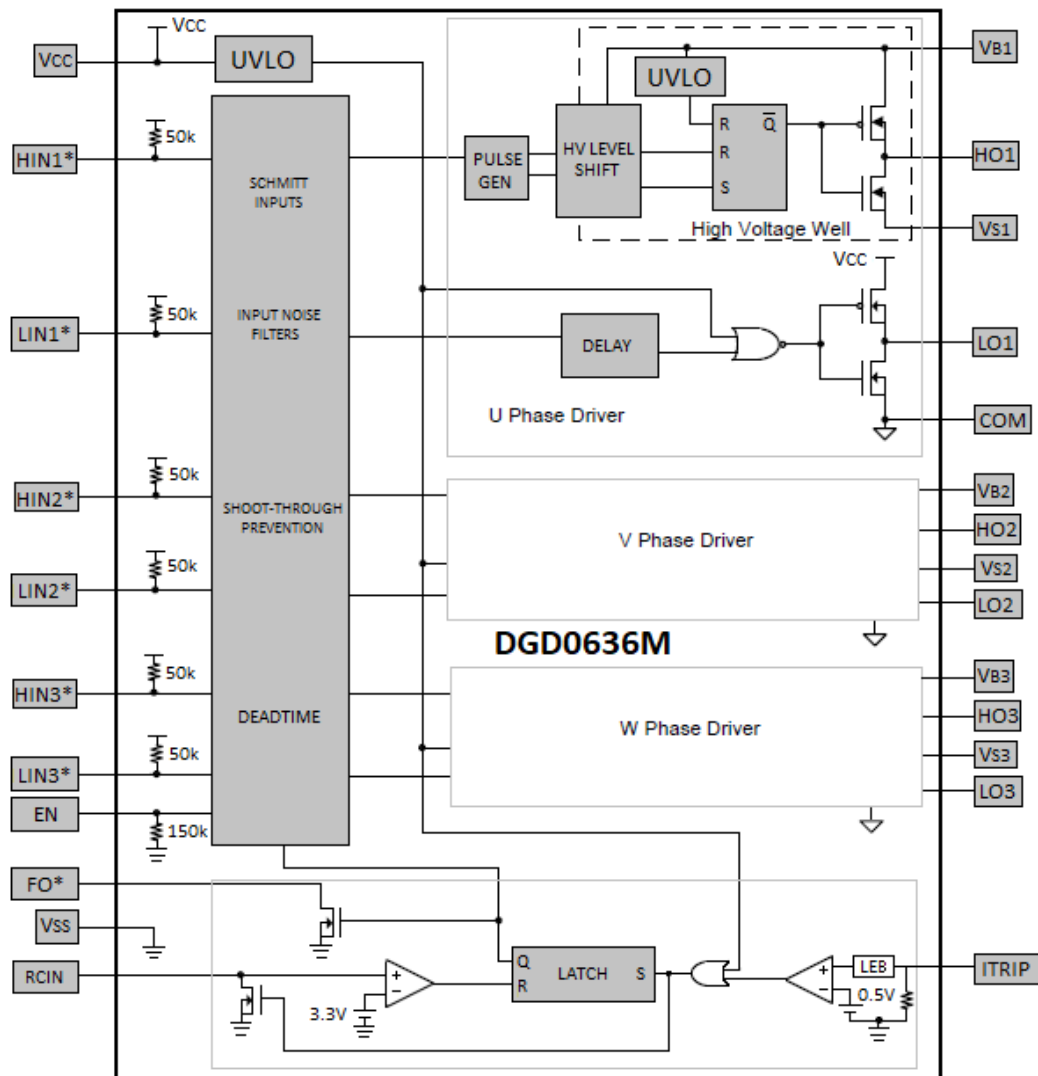 VCC
VCC
UVLO
VB1
UVLO
50k
HIN1*
R
Q
PULSE
GEN
HV LEVEL
SHIFT
R
HO1
SCHMITT
INPUTS
S
High Voltage Well
VS1
VCC
50k
LIN1*
INPUT NOISE
FILTERS
DELAY
LO1
U Phase Driver
COM
50k
HIN2*
SHOOT-THROUGH
PREVENTION
V Phase Driver
VB2
HO2
50k
LIN2*
VS2
LO2
DGD0636M
50k
HIN3*
DEADTIME
W Phase Driver
VB3
HO3
50k
LIN3*
VS3
LO3
EN
150k
FO*
VSS
RCIN
+
−
3.3V
Q
R
LATCH
S
+
−
LEB
0.5V
ITRIP